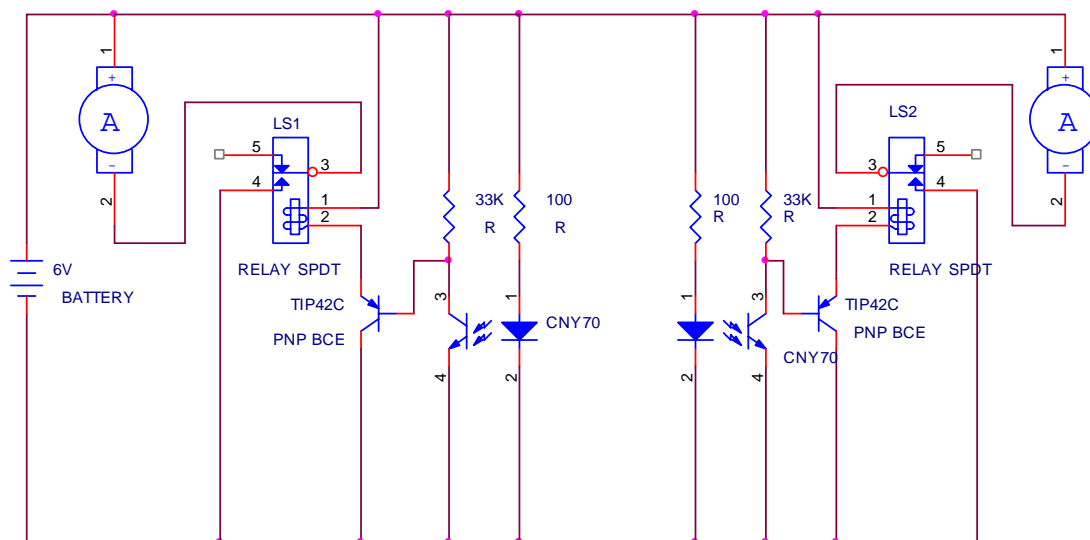 1
+
A
-
2
LS1
5
3
4
1
2
RELAY SPDT
6V
BATTERY
TIP42C
PNP BCE
33K
R
100
R
3
4
1
2
CNY70
100
R
33K
R
1
2
3
4
CNY70
LS2
3
5
4
1
2
RELAY SPDT
TIP42C
PNP BCE
1
+
A
-
2